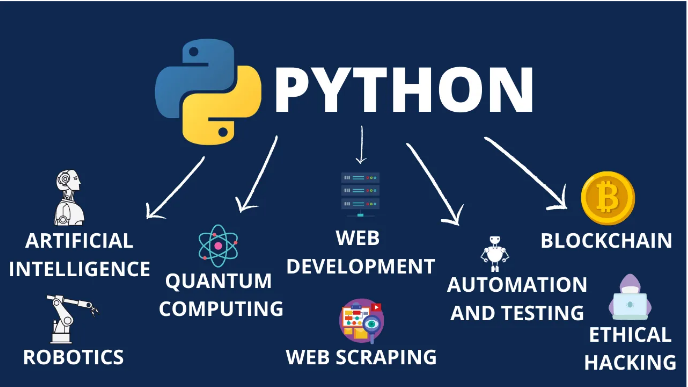 PYTHON
ARTIFICIAL
INTELLIGENCE
QUANTUM
COMPUTING
WEB
DEVELOPMENT
AUTOMATION
AND TESTING
BLOCKCHAIN
ROBOTICS
WEB SCRAPING
ETHICAL
HACKING